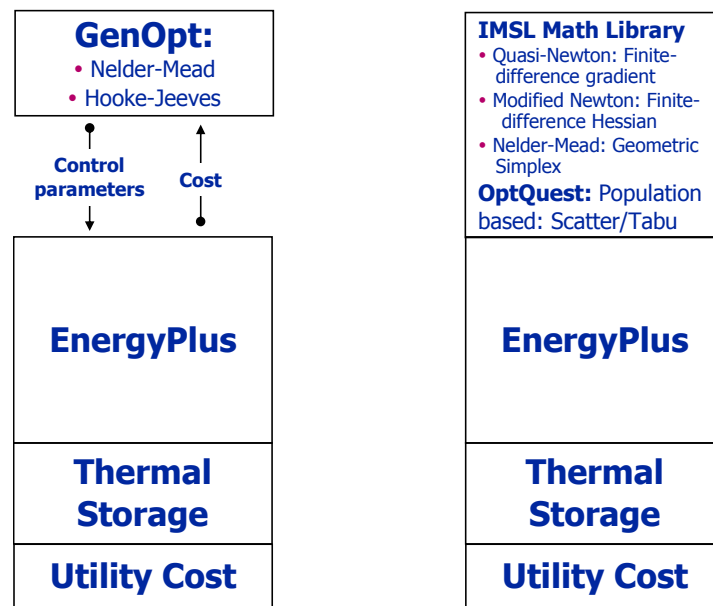 GenOpt:
• Nelder-Mead
• Hooke-Jeeves
Control
parameters
Cost
EnergyPlus
Thermal
Storage
Utility Cost
IMSL Math Library
• Quasi-Newton: Finite-
difference gradient
• Modified Newton: Finite-
difference Hessian
• Nelder-Mead: Geometric
Simplex
OptQuest: Population
based: Scatter/Tabu
EnergyPlus
Thermal
Storage
Utility Cost